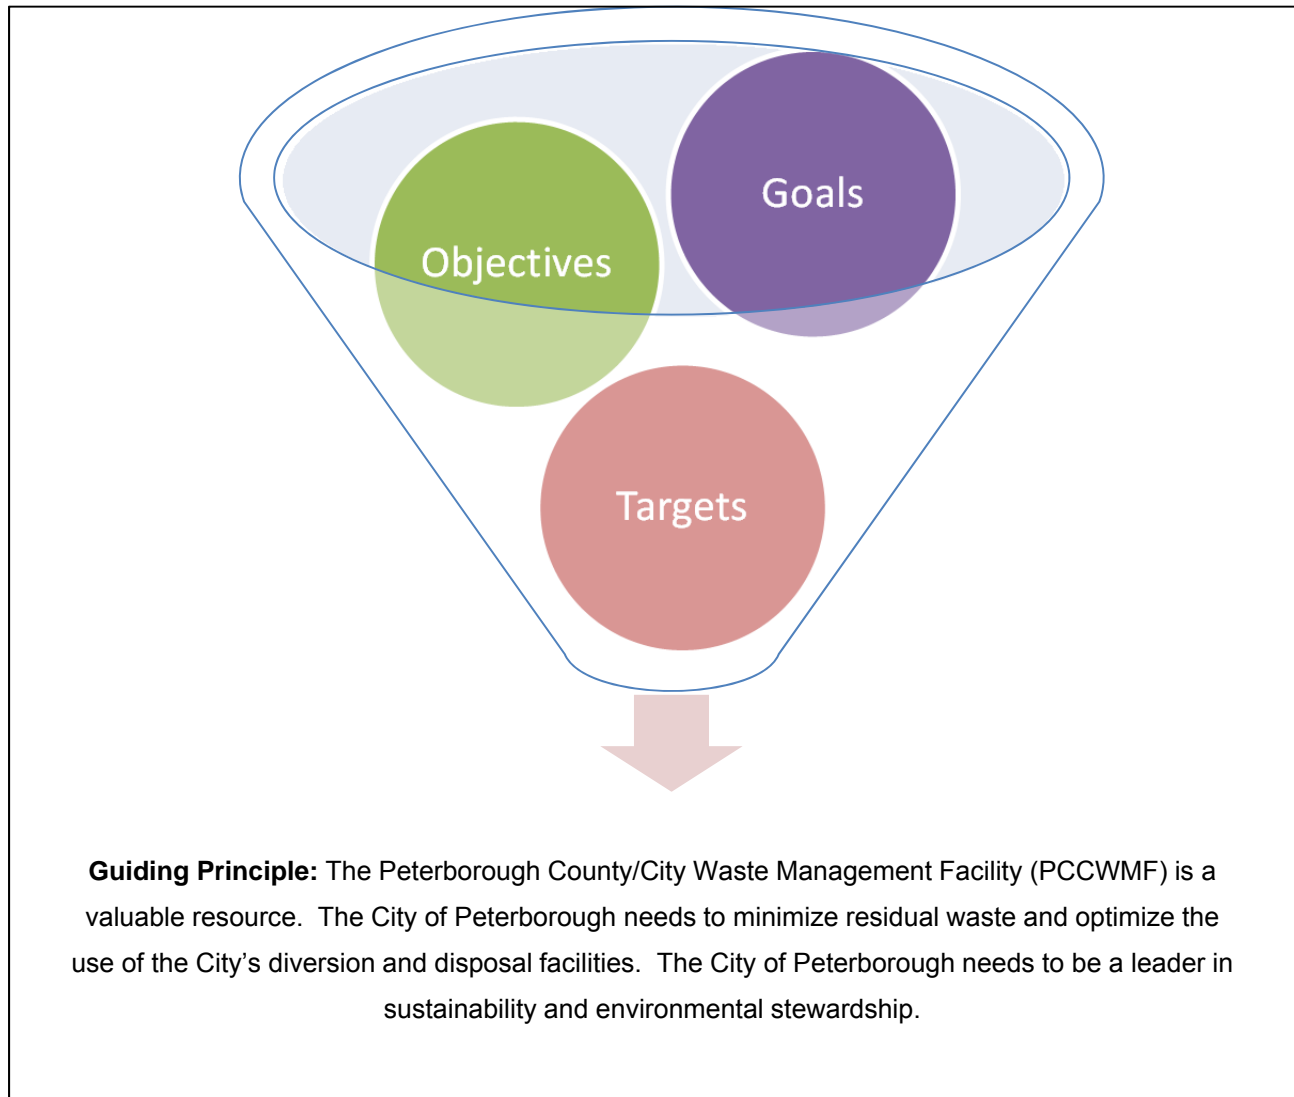 Goals
Objectives
Targets
Guiding Principle: The Peterborough County/City Waste Management Facility (PCCWMF) is a
valuable resource.  The City of Peterborough needs to minimize residual waste and optimize the
use of the City’s diversion and disposal facilities.  The City of Peterborough needs to be a leader in
sustainability and environmental stewardship.